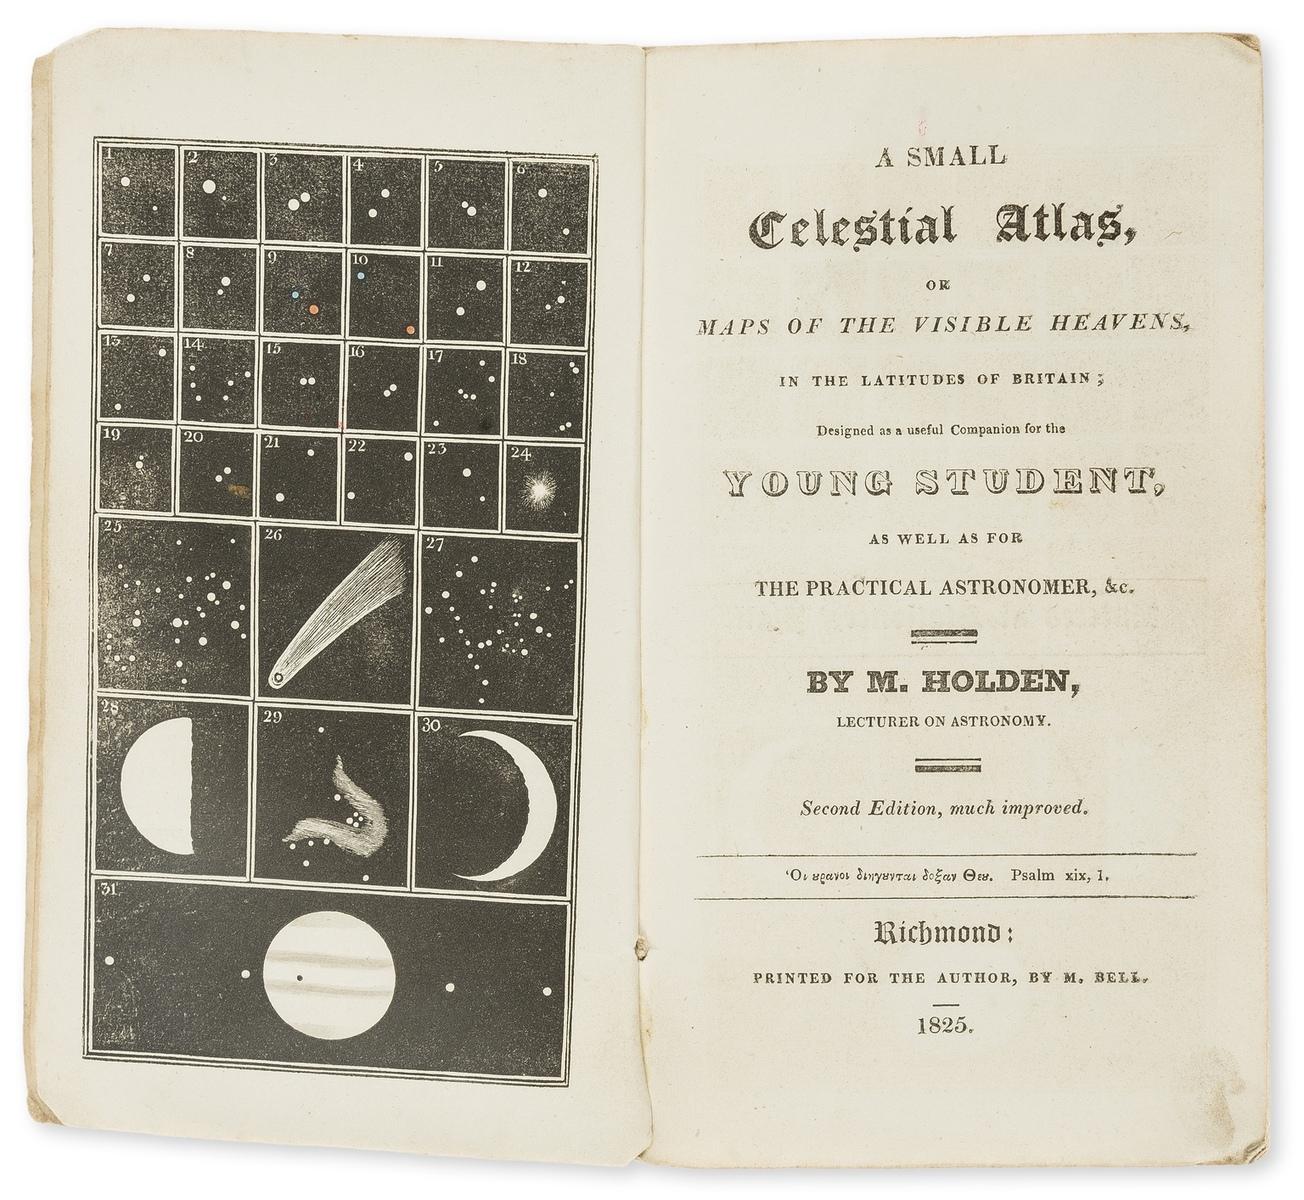 1 2 3 4 5 6
7 8 9 10 11 12
13 14 15 16 17 18
19 20 21 22 23 24
25 26 27
28 29 30
31
A SMALL
Celestial Atlas,
OR
MAPS OF THE VISIBLE HEAVENS,
IN THE LATITUDES OF BRITAIN;
Designed as a useful Companion for the
YOUNG STUDENT,
AS WELL AS FOR
THE PRACTICAL ASTRONOMER, &c.
BY M. HOLDEN,
LECTURER ON ASTRONOMY.
Second Edition, much improved.
Ὁι ȣρανοι διηγȣνται δοξαν Θεȣ. Psalm xix, 1.
Richmond:
PRINTED FOR THE AUTHOR, BY M. BELL.
1825.